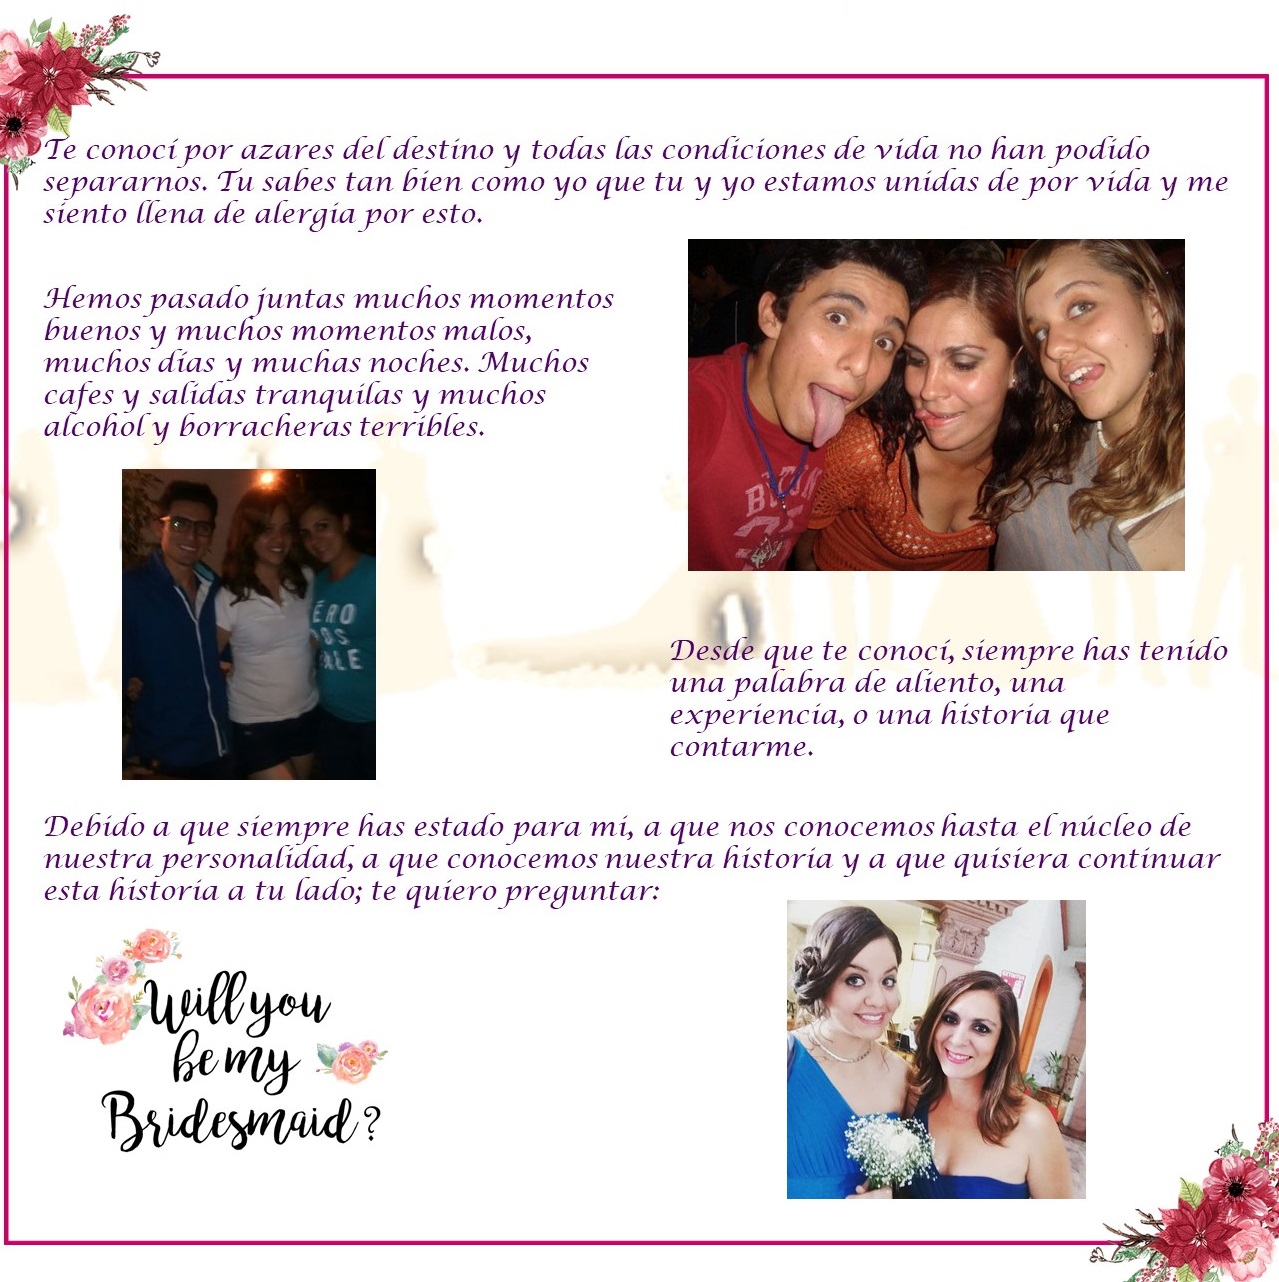 Te conocí por azares del destino y todas las condiciones de vida no han podido
separarnos. Tu sabes tan bien como yo que tu y yo estamos unidas de por vida y me
siento llena de alergia por esto.
Hemos pasado juntas muchos momentos
buenos y muchos momentos malos,
muchos días y muchas noches. Muchos
cafes y salidas tranquilas y muchos
alcohol y borracheras terribles.
Desde que te conocí, siempre has tenido
una palabra de aliento, una
experiencia, o una historia que
contarme.
Debido a que siempre has estado para mi, a que nos conocemos hasta el núcleo de
nuestra personalidad, a que conocemos nuestra historia y a que quisiera continuar
esta historia a tu lado; te quiero preguntar:
Will you
be my
Bridesmaid?